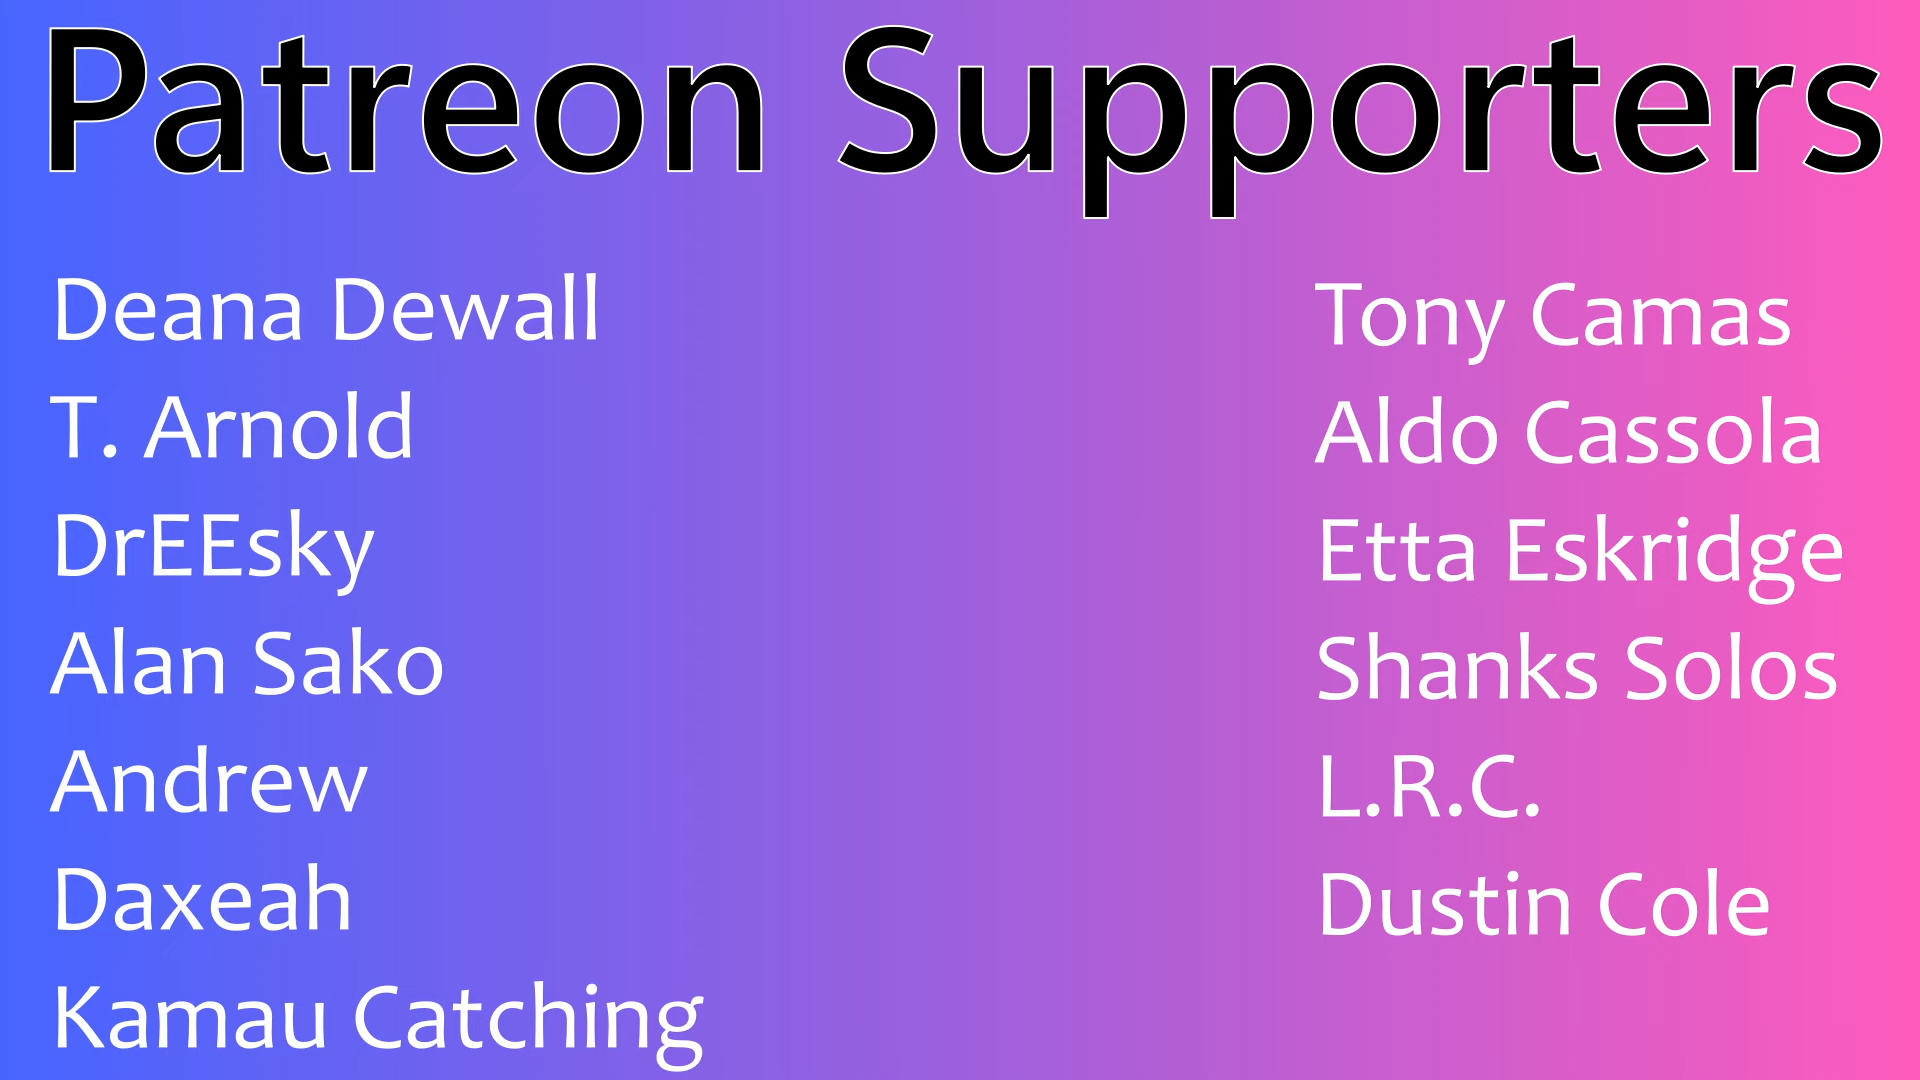 Patreon Supporters
Deana Dewall
T. Arnold
DrEEsky
Alan Sako
Andrew
Daxeah
Kamau Catching
Tony Camas
Aldo Cassola
Etta Eskridge
Shanks Solos
L.R.C.
Dustin Cole